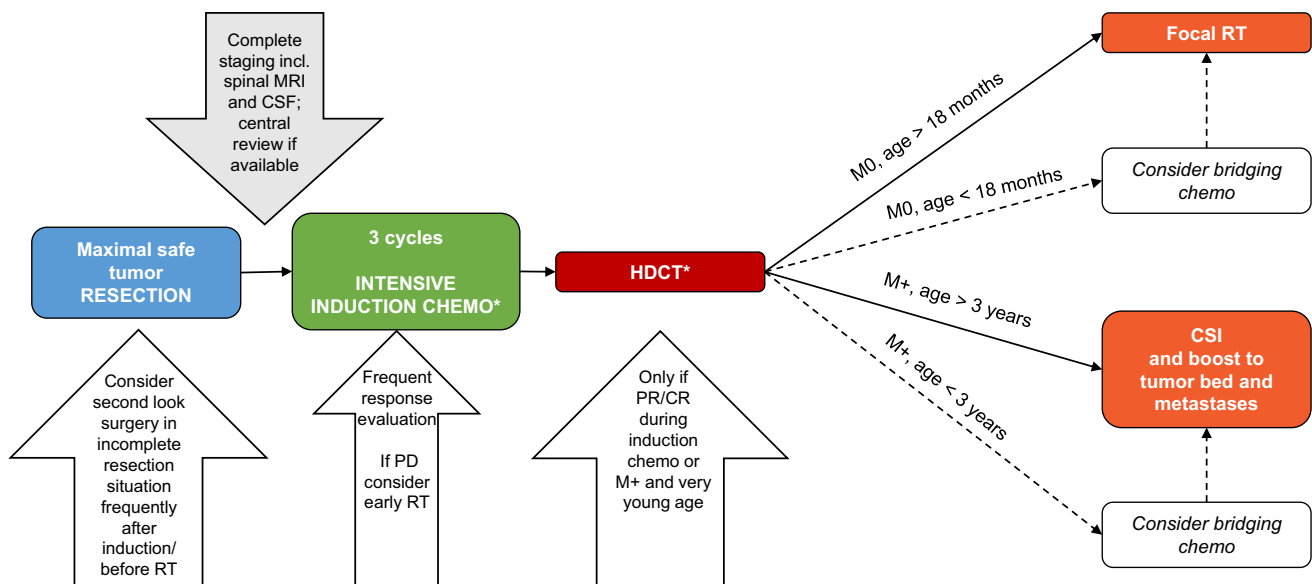 Complete
staging incl.
spinal MRI
and CSF;
central
review if
available
Maximal safe
tumor
RESECTION
3 cycles
INTENSIVE
INDUCTION CHEMO*
HDCT*
Consider
second look
surgery in
incomplete
resection
situation
frequently
after
induction/
before RT
Frequent
response
evaluation
If PD
consider
early RT
Only if
PR/CR
during
induction
chemo or
M+ and very
young age
M0, age > 18 months
Focal RT
M0, age < 18 months
Consider bridging
chemo
M+, age > 3 years
CSI
and boost to
tumor bed and
metastases
M+, age < 3 years
Consider bridging
chemo